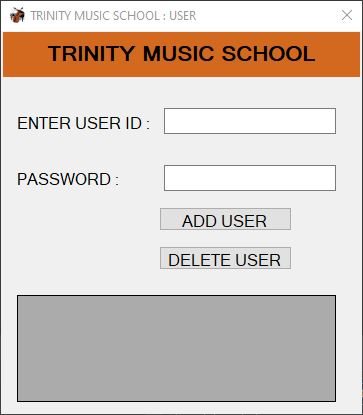 TRINITY MUSIC SCHOOL : USER
TRINITY MUSIC SCHOOL
ENTER USER ID :
PASSWORD :
ADD USER
DELETE USER